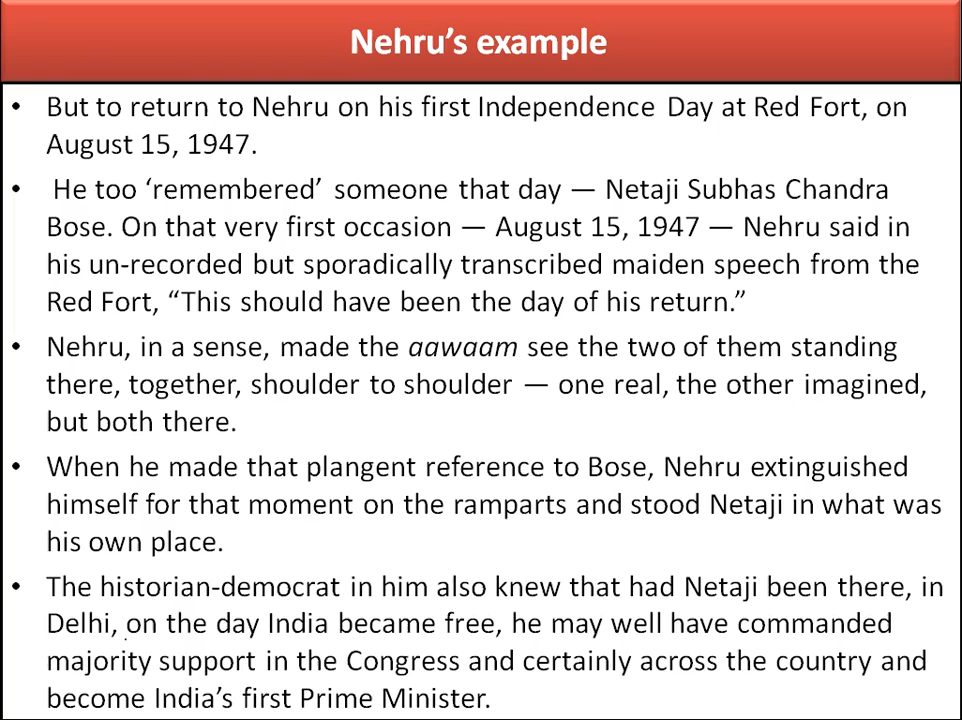 Nehru’s example
• But to return to Nehru on his first Independence Day at Red Fort, on
August 15, 1947.
• He too ‘remembered’ someone that day — Netaji Subhas Chandra
Bose. On that very first occasion — August 15, 1947 — Nehru said in
his un-recorded but sporadically transcribed maiden speech from the
Red Fort, “This should have been the day of his return.”
• Nehru, in a sense, made the aawaam see the two of them standing
there, together, shoulder to shoulder — one real, the other imagined,
but both there.
• When he made that plangent reference to Bose, Nehru extinguished
himself for that moment on the ramparts and stood Netaji in what was
his own place.
• The historian-democrat in him also knew that had Netaji been there, in
Delhi, on the day India became free, he may well have commanded
majority support in the Congress and certainly across the country and
become India’s first Prime Minister.